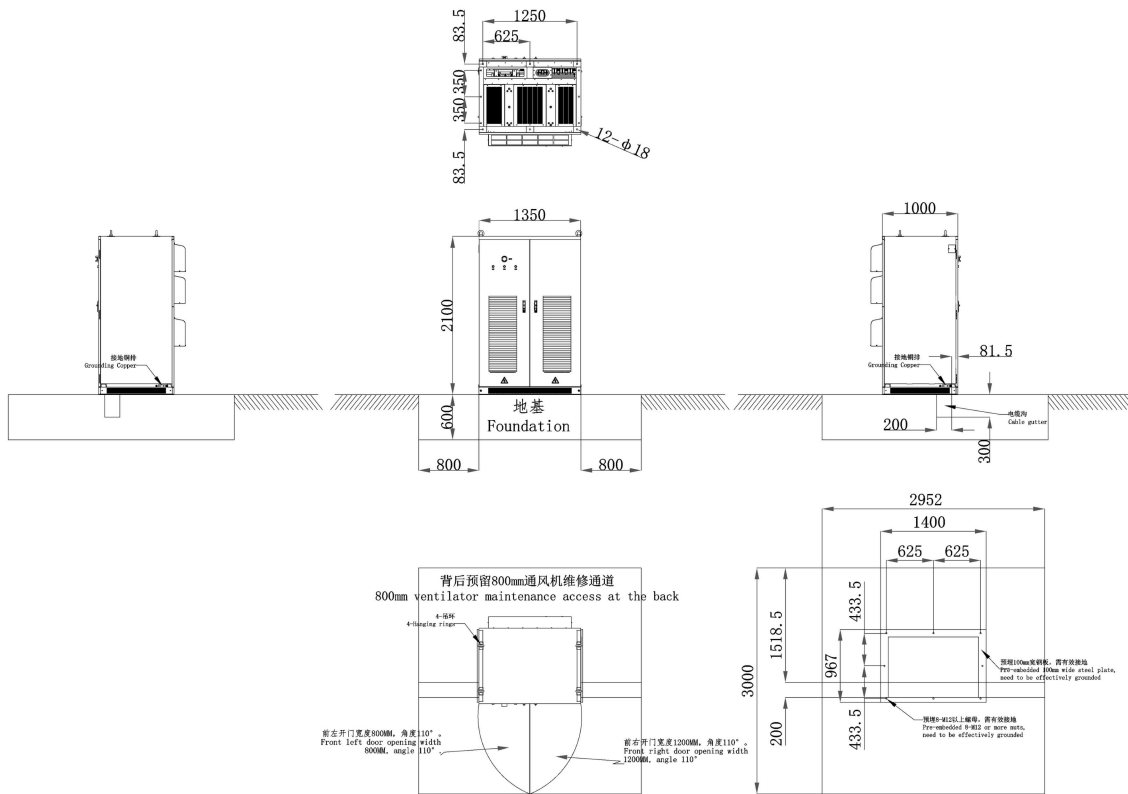 83.5
1250
625
350
350
83.5
12-ф18
1350
1000
2100
接地铜排
Grounding Copper
接地铜排
Grounding Copper
81.5
600
地基
Foundation
800
800
200
电缆沟
Cable gutter
300
2952
1400
625
625
背后预留800mm通风机维修通道
800mm ventilator maintenance access at the back
4-吊环
4-Hanging rings
433.5
1518.5
3000
967
预埋100mm宽钢板，需有效接地
Pre-embedded 100mm wide steel plate,
need to be effectively grounded
200
433.5
预埋8-M12以上螺母，需有效接地
Pre-embedded 8-M12 or more nuts,
need to be effectively grounded
前左开门宽度800MM，角度110°。
Front left door opening width
800MM, angle 110°
前右开门宽度1200MM，角度110°。
Front right door opening width
1200MM, angle 110°